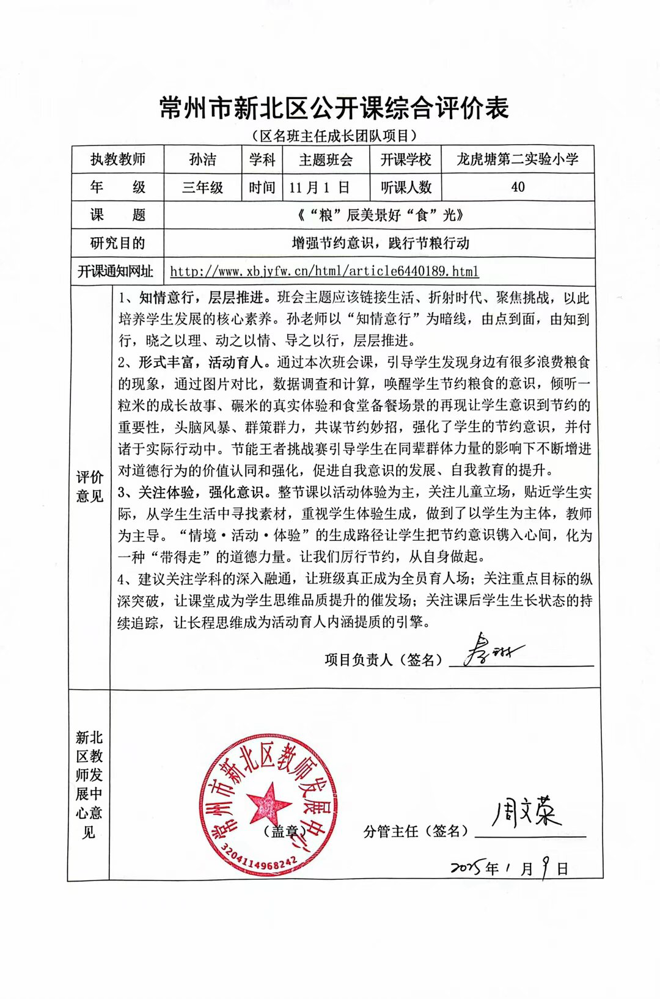 常州市新北区公开课综合评价表
（区名班主任成长团队项目）
执教教师 孙洁 学科 主题班会 开课学校 龙虎塘第二实验小学
年 级 三年级 时间 11月1 日 听课人数 40
课 题 《“粮”辰美景好“食”光》
研究目的 增强节约意识，践行节粮行动
开课通知网址 http://www.xbjyfw.cn/html/article6440189.html
评价
意见
1、知情意行，层层推进。班会主题应该链接生活、折射时代、聚焦挑战，以此
培养学生发展的核心素养。孙老师以“知情意行”为暗线，由点到面，由知到
行，晓之以理、动之以情、导之以行，层层推进。
2、形式丰富，活动育人。通过本次班会课，引导学生发现身边有很多浪费粮食
的现象，通过图片对比，数据调查和计算，唤醒学生节约粮食的意识，倾听一
粒米的成长故事、碾米的真实体验和食堂备餐场景的再现让学生意识到节约的
重要性，头脑风暴、群策群力，共谋节约妙招，强化了学生的节约意识，并付
诸于实际行动中。节能王者挑战赛引导学生在同辈群体力量的影响下不断增进
对道德行为的价值认同和强化，促进自我意识的发展、自我教育的提升。
3、关注体验，强化意识。整节课以活动体验为主，关注儿童立场，贴近学生实
际，从学生生活中寻找素材，重视学生体验生成，做到了以学生为主体，教师
为主导。“情境·活动·体验”的生成路径让学生把节约意识镌入心间，化为
一种“带得走”的道德力量。让我们厉行节约，从自身做起。
4、建议关注学科的深入融通，让班级真正成为全员育人场；关注重点目标的纵
深突破，让课堂成为学生思维品质提升的催发场；关注课后学生生长状态的持
续追踪，让长程思维成为活动育人内涵提质的引擎。
项目负责人（签名）
新北
区教
师发
展中
心意
见
常州市新北区教师发展中心
（盖章）
3204114968242
分管主任（签名） 周文荣
2025年1月9日